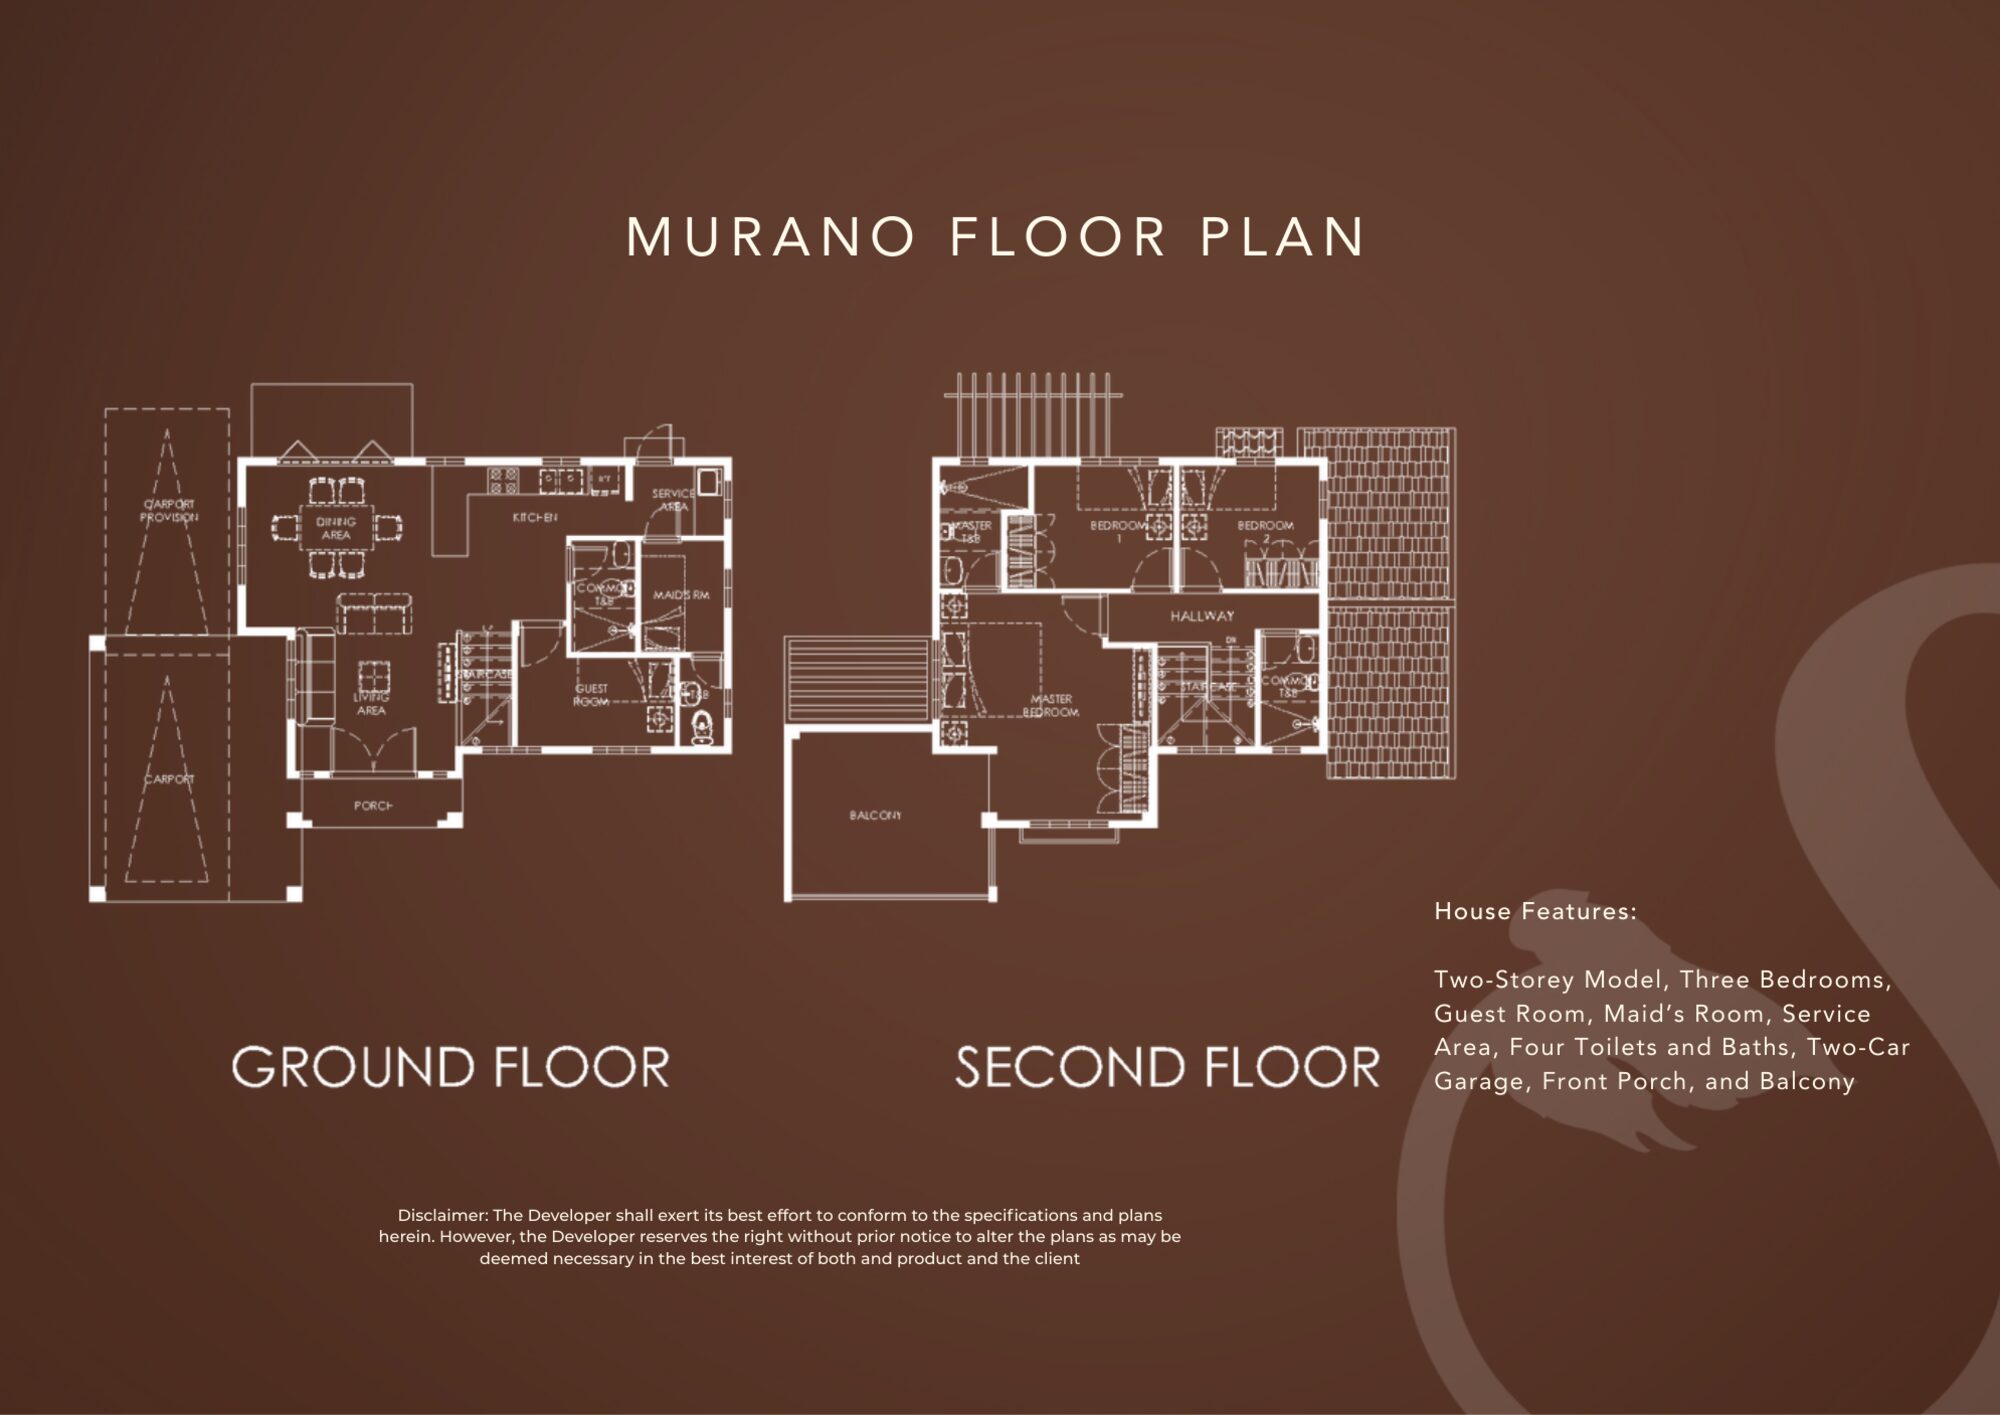 MURANO FLOOR PLAN
CARPORT
PROVISION
DINING
AREA
KITCHEN
SERVICE
AREA
COMMON
T&B
MAID'S RM
STAIRCASE
GUEST
ROOM
T&B
LIVING
AREA
CARPORT
PORCH
MASTER
T&B
BEDROOM
1
BEDROOM
2
HALLWAY
DN
STAIRCASE
COMMON
T&B
MASTER
BEDROOM
BALCONY
GROUND FLOOR
SECOND FLOOR
House Features:
Two-Storey Model, Three Bedrooms,
Guest Room, Maid’s Room, Service
Area, Four Toilets and Baths, Two-Car
Garage, Front Porch, and Balcony
Disclaimer: The Developer shall exert its best effort to conform to the specifications and plans
herein. However, the Developer reserves the right without prior notice to alter the plans as may be
deemed necessary in the best interest of both and product and the client